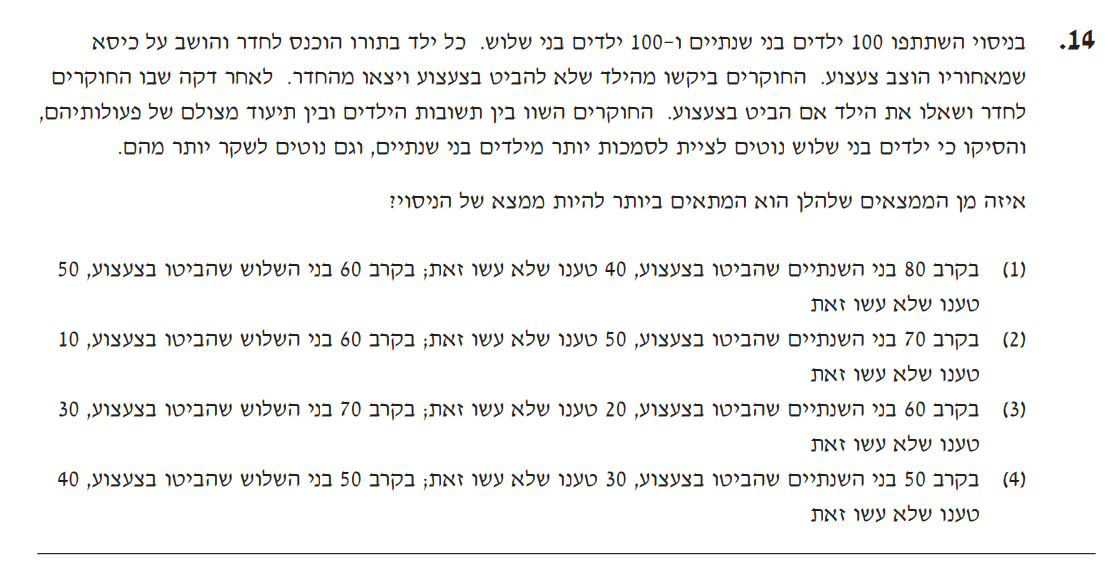 14. בניסוי השתתפו 100 ילדים בני שנתיים ו-100 ילדים בני שלוש. כל ילד בתורו הוכנס לחדר והושב על כיסא
שמאחוריו הוצב צעצוע. החוקרים ביקשו מהילד שלא להביט בצעצוע ויצאו מהחדר. לאחר דקה שבו החוקרים
לחדר ושאלו את הילד אם הביט בצעצוע. החוקרים השוו בין תשובות הילדים ובין תיעוד מצולם של פעולותיהם,
והסיקו כי ילדים בני שלוש נוטים לציית לסמכות יותר מילדים בני שנתיים, וגם נוטים לשקר יותר מהם.
איזה מן הממצאים שלהלן הוא המתאים ביותר להיות ממצא של הניסוי?
(1) בקרב 80 בני השנתיים שהביטו בצעצוע, 40 טענו שלא עשו זאת; בקרב 60 בני השלוש שהביטו בצעצוע, 50
טענו שלא עשו זאת
(2) בקרב 70 בני השנתיים שהביטו בצעצוע, 50 טענו שלא עשו זאת; בקרב 60 בני השלוש שהביטו בצעצוע, 10
טענו שלא עשו זאת
(3) בקרב 60 בני השנתיים שהביטו בצעצוע, 20 טענו שלא עשו זאת; בקרב 70 בני השלוש שהביטו בצעצוע, 30
טענו שלא עשו זאת
(4) בקרב 50 בני השנתיים שהביטו בצעצוע, 30 טענו שלא עשו זאת; בקרב 50 בני השלוש שהביטו בצעצוע, 40
טענו שלא עשו זאת